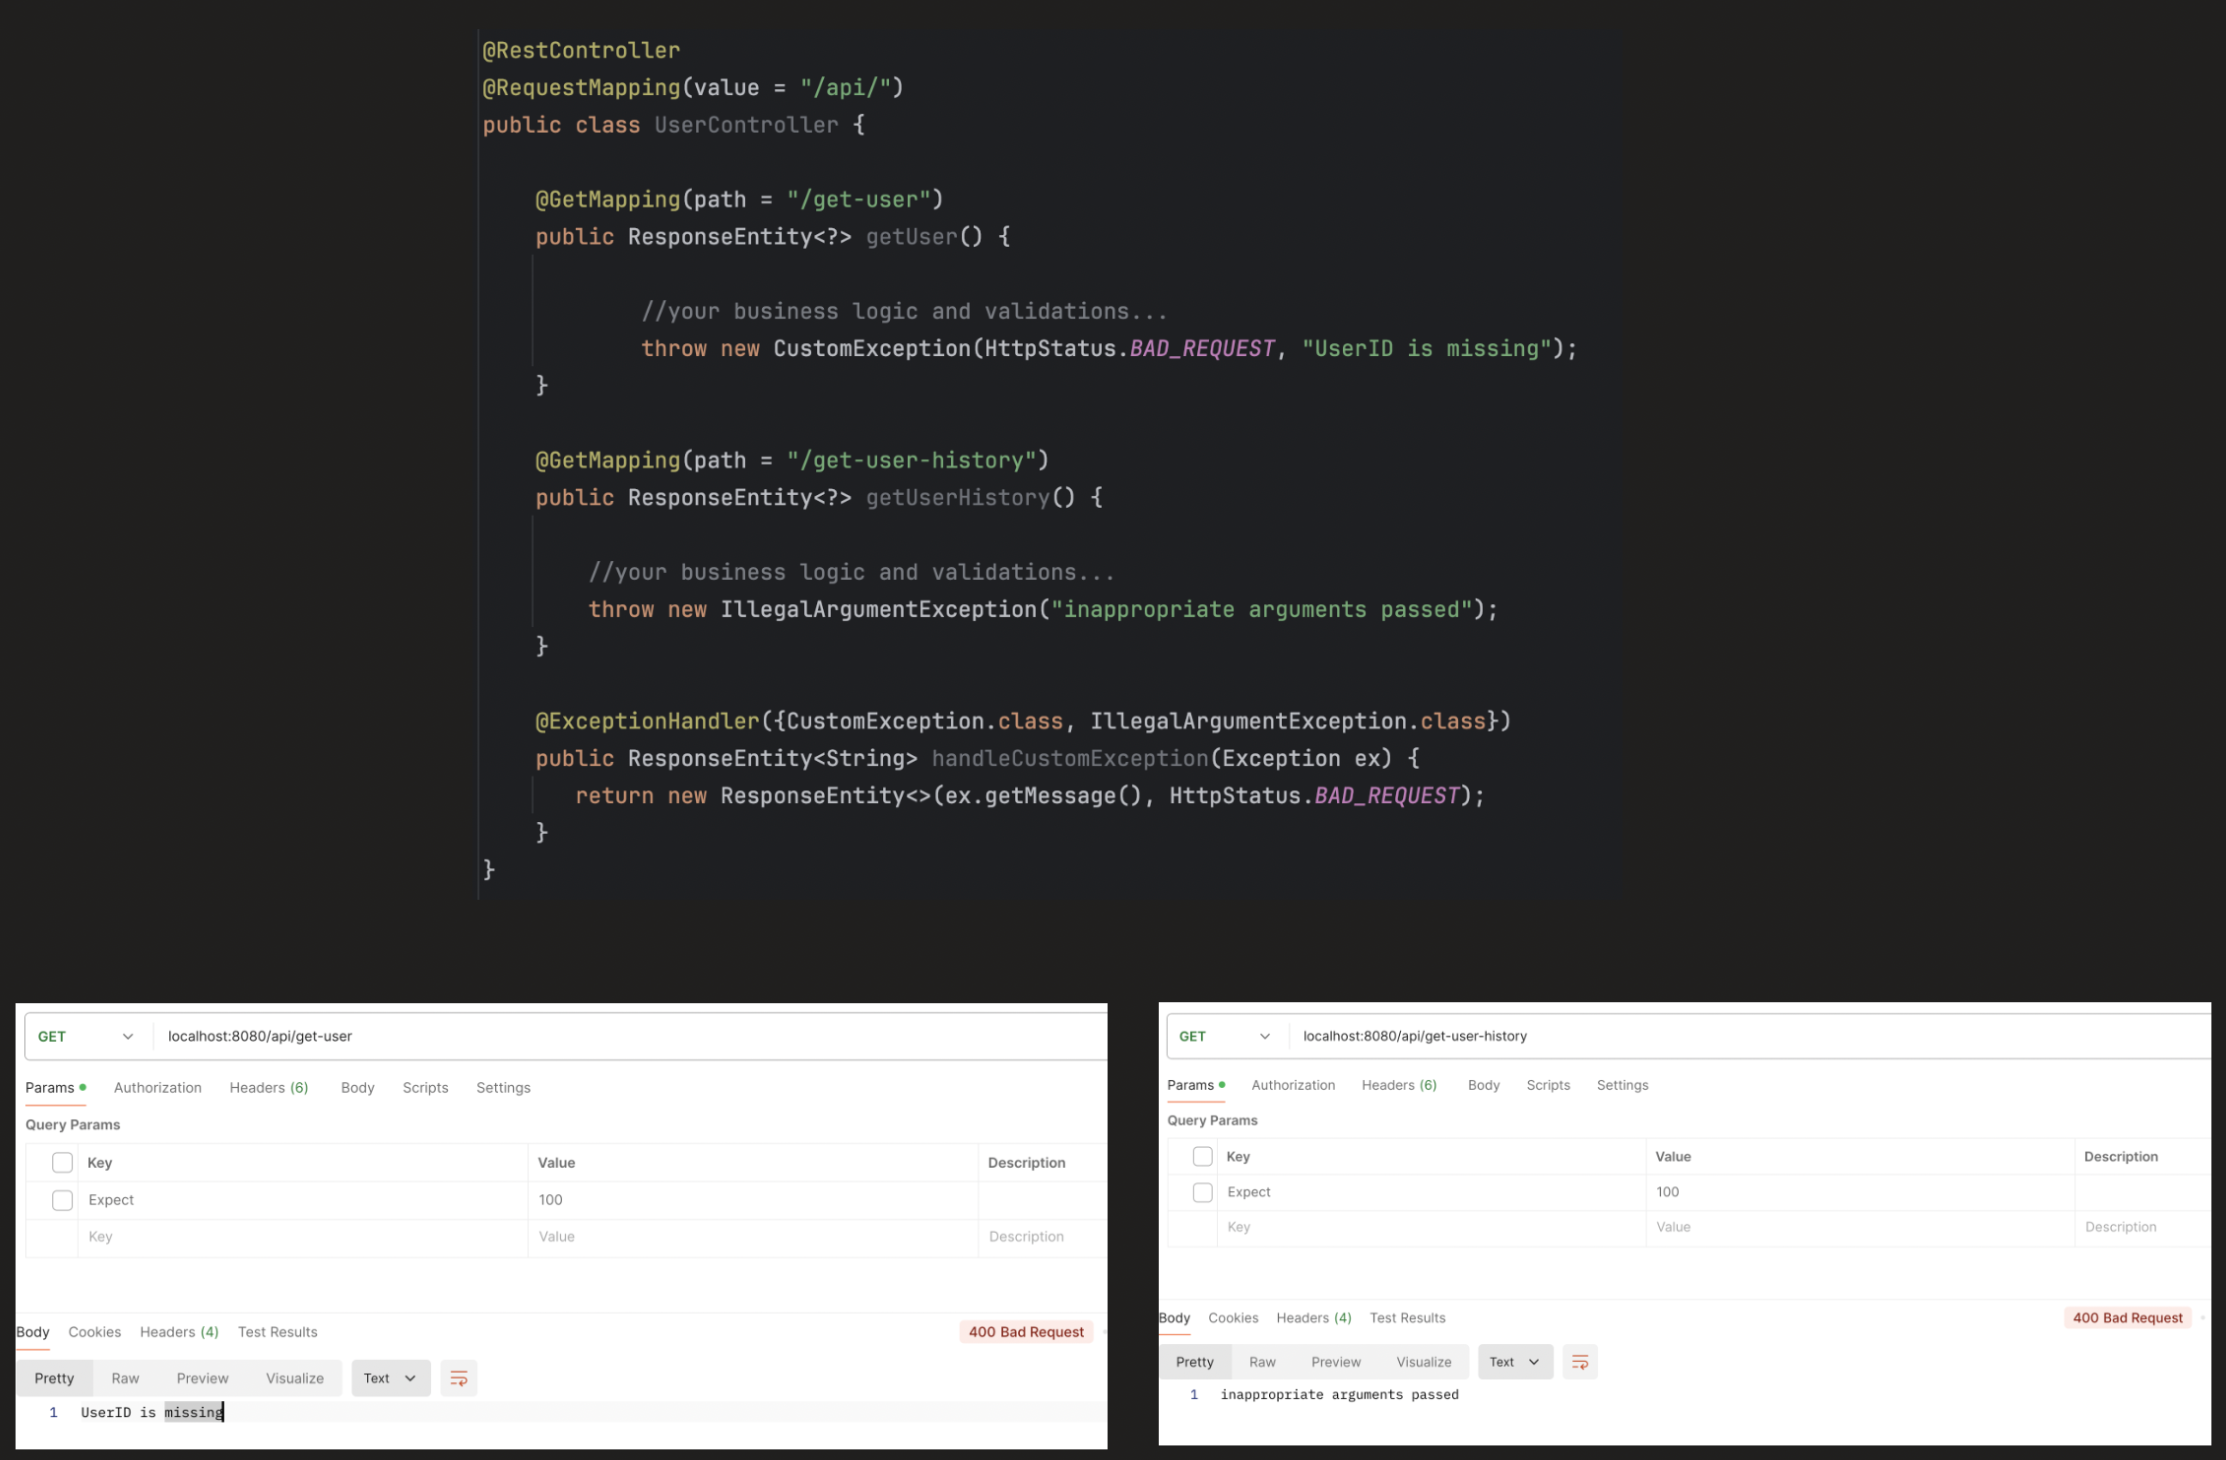 @RestController
@RequestMapping(value = "/api/")
public class UserController {
@GetMapping(path = "/get-user")
public ResponseEntity<?> getUser() {
//your business logic and validations...
throw new CustomException(HttpStatus.BAD_REQUEST, "UserID is missing");
}
@GetMapping(path = "/get-user-history")
public ResponseEntity<?> getUserHistory() {
//your business logic and validations...
throw new IllegalArgumentException("inappropriate arguments passed");
}
@ExceptionHandler({CustomException.class, IllegalArgumentException.class})
public ResponseEntity<String> handleCustomException(Exception ex) {
return new ResponseEntity<>(ex.getMessage(), HttpStatus.BAD_REQUEST);
}
}
GET localhost:8080/api/get-user
Params Authorization Headers (6) Body Scripts Settings
Query Params
Key Value Description
Expect 100
Key Value Description
Body Cookies Headers (4) Test Results 400 Bad Request
Pretty Raw Preview Visualize Text
1 UserID is missing
GET localhost:8080/api/get-user-history
Params Authorization Headers (6) Body Scripts Settings
Query Params
Key Value Description
Expect 100
Key Value Description
Body Cookies Headers (4) Test Results 400 Bad Request
Pretty Raw Preview Visualize Text
1 inappropriate arguments passed